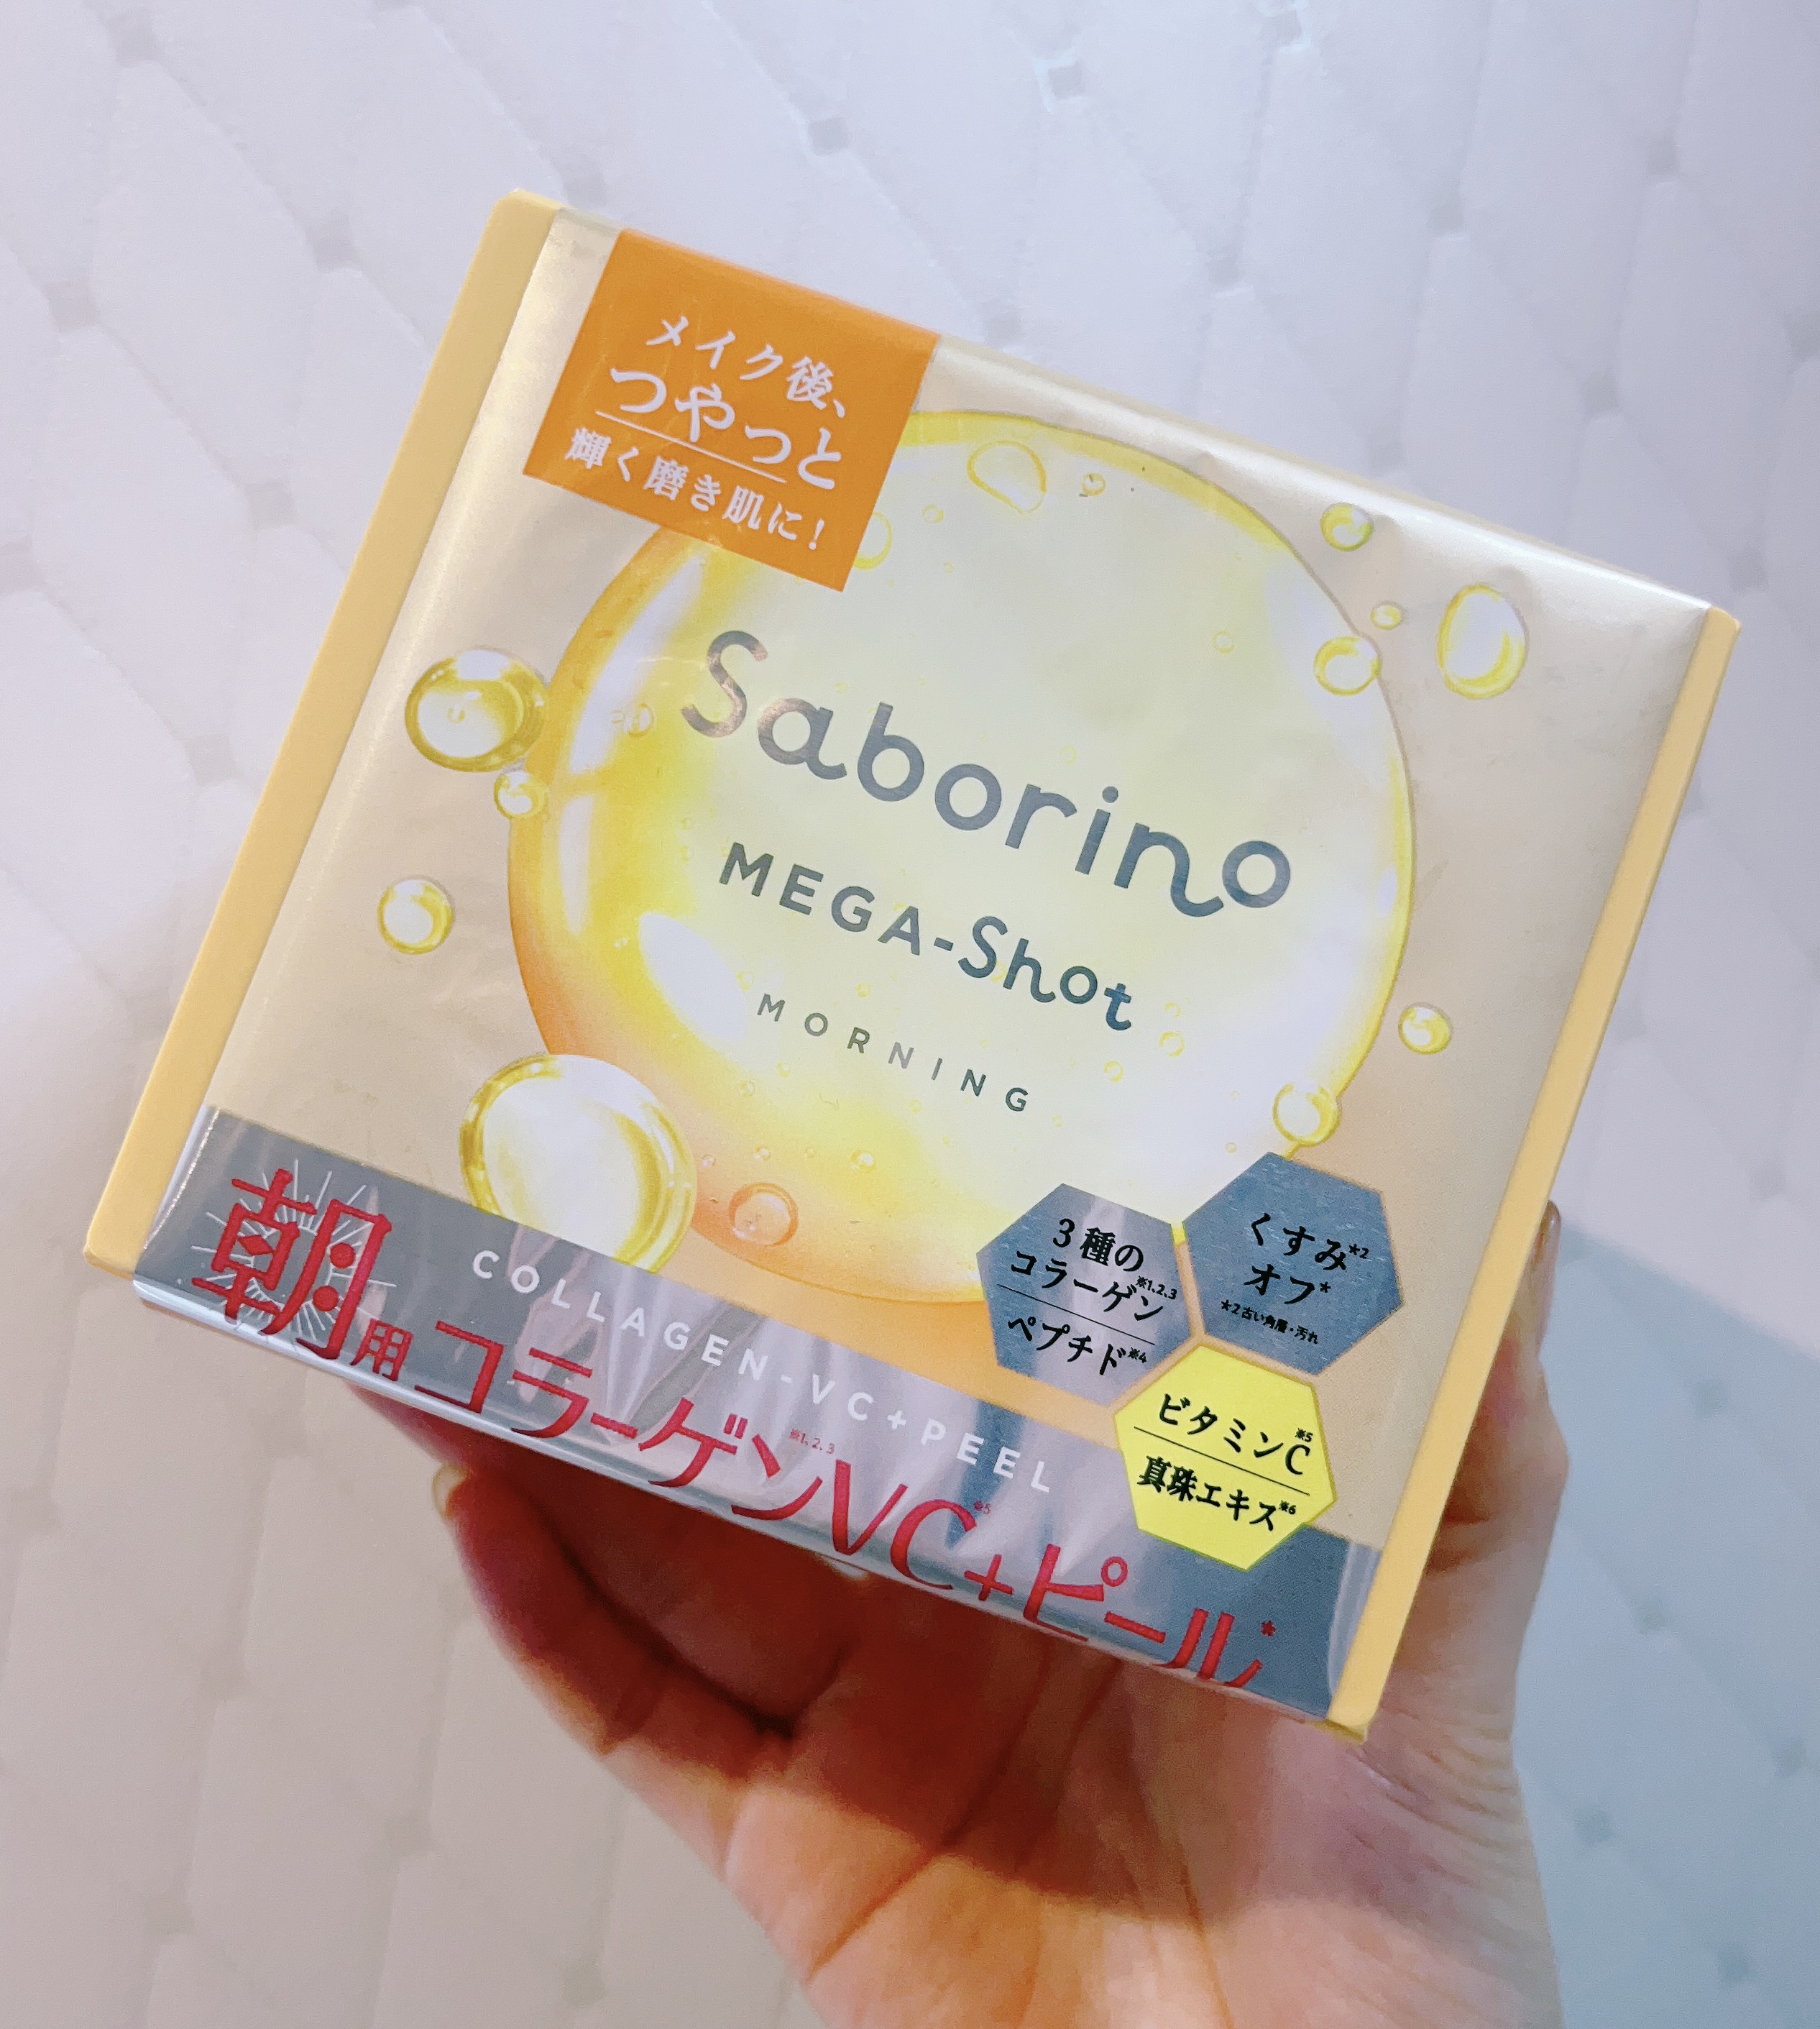 メイク後、
つやっと
輝く磨き肌に!
Saborino
MEGA-Shot
MORNING
3種の
コラーゲン※1,2,3
ペプチド※4
くすみ*2
オフ*
*2古い角層・汚れ
ビタミンC※5
真珠エキス※6
COLLAGEN-VC+PEEL
朝用コラーゲン※1,2,3VC※5+ピール*